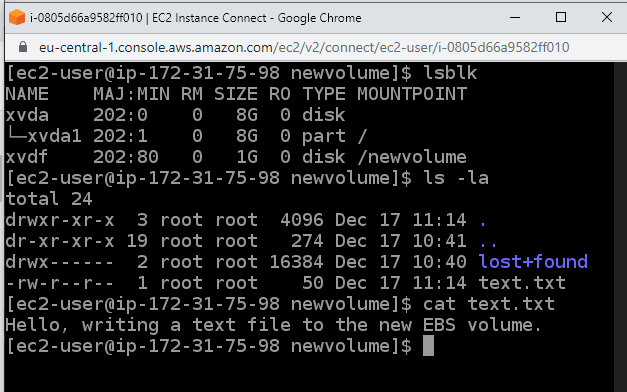 i-0805d66a9582ff010 | EC2 Instance Connect - Google Chrome
eu-central-1.console.aws.amazon.com/ec2/v2/connect/ec2-user/i-0805d66a9582ff010
[ec2-user@ip-172-31-75-98 newvolume]$ lsblk
NAME    MAJ:MIN RM SIZE RO TYPE MOUNTPOINT
xvda    202:0    0   8G  0 disk
└─xvda1 202:1    0   8G  0 part /
xvdf    202:80   0   1G  0 disk /newvolume
[ec2-user@ip-172-31-75-98 newvolume]$ ls -la
total 24
drwxr-xr-x  3 root root  4096 Dec 17 11:14 .
dr-xr-xr-x 19 root root   274 Dec 17 10:41 ..
drwx------  2 root root 16384 Dec 17 10:40 lost+found
-rw-r--r--  1 root root    50 Dec 17 11:14 text.txt
[ec2-user@ip-172-31-75-98 newvolume]$ cat text.txt
Hello, writing a text file to the new EBS volume.
[ec2-user@ip-172-31-75-98 newvolume]$